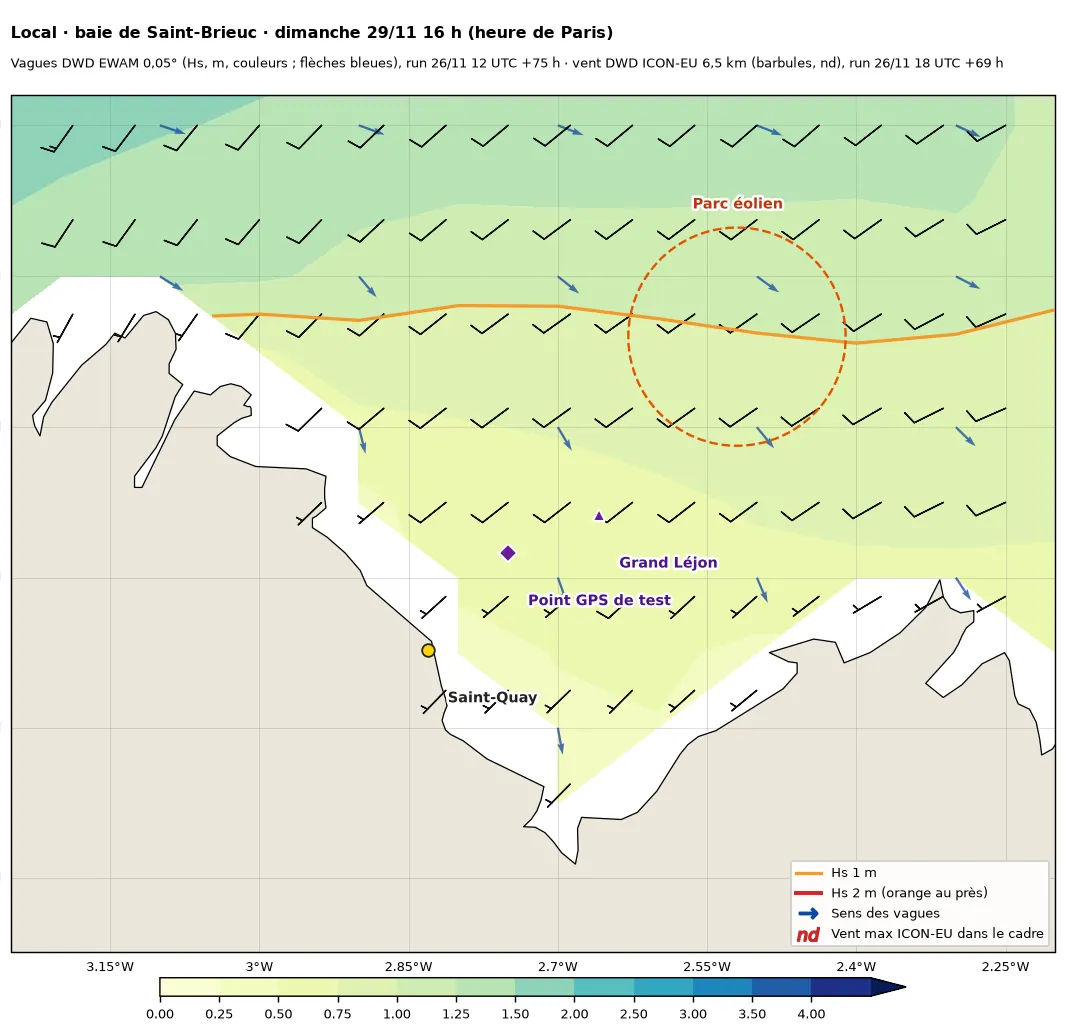 Local · baie de Saint-Brieuc · dimanche 29/11 16 h (heure de Paris)
Vagues DWD EWAM 0,05° (Hs, m, couleurs ; flèches bleues), run 26/11 12 UTC +75 h · vent DWD ICON-EU 6,5 km (barbules, nd), run 26/11 18 UTC +69 h
Parc éolien
Grand Léjon
Point GPS de test
Saint-Quay
Hs 1 m
Hs 2 m (orange au près)
Sens des vagues
nd Vent max ICON-EU dans le cadre
3.15°W 3°W 2.85°W 2.7°W 2.55°W 2.4°W 2.25°W
0.00 0.25 0.50 0.75 1.00 1.25 1.50 2.00 2.50 3.00 3.50 4.00